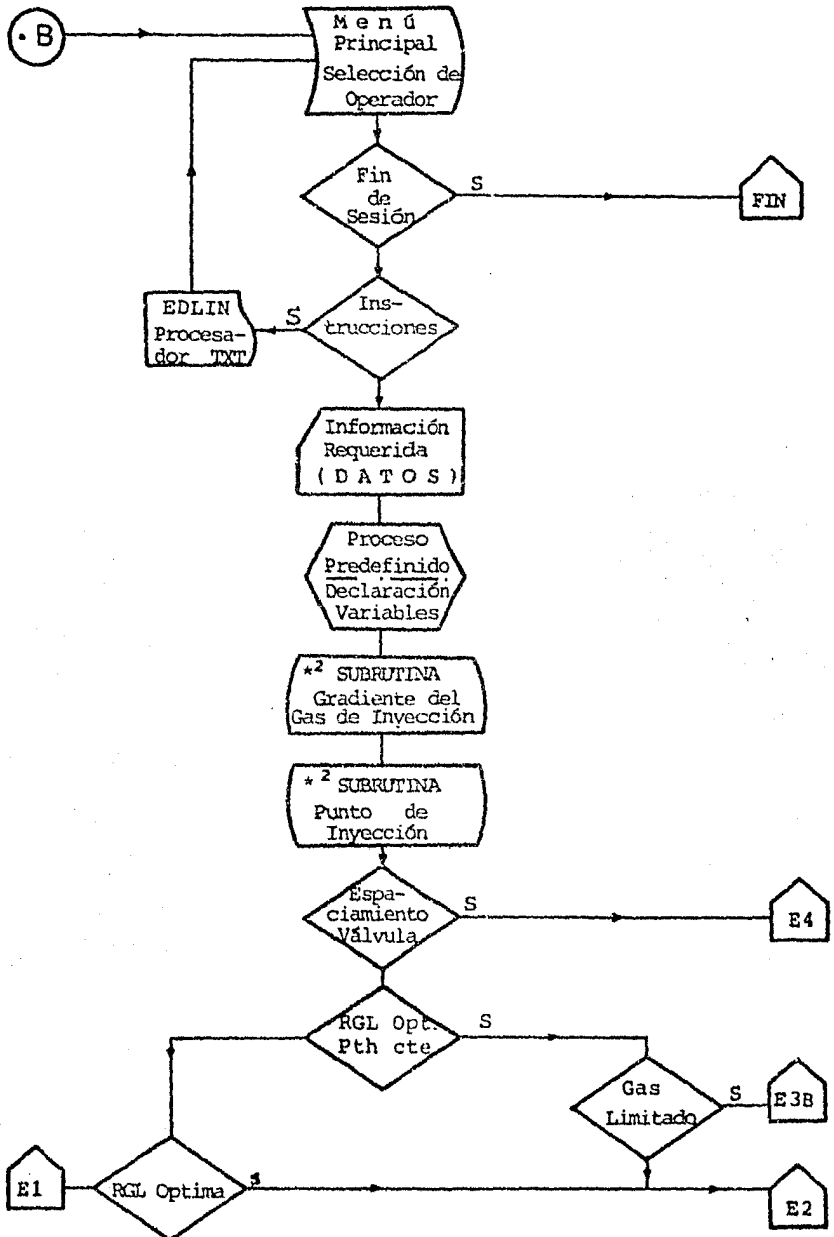 · B
M e n ú
Principal
Selección de
Operador
Fin
de
Sesión
S
FIN
EDLIN
Procesa-
dor TXT
S
Ins-
trucciones
Información
Requerida
( D A T O S )
Proceso
Predefinido
Declaración
Variables
*2 SUBRUTINA
Gradiente del
Gas de Inyección
*2 SUBRUTINA
Punto de
Inyección
Espa-
ciamiento
Válvula
S
E4
RGL Opt.
Pth cte
S
Gas
Limitado
S
E3B
E1
RGL Optima
s
E2